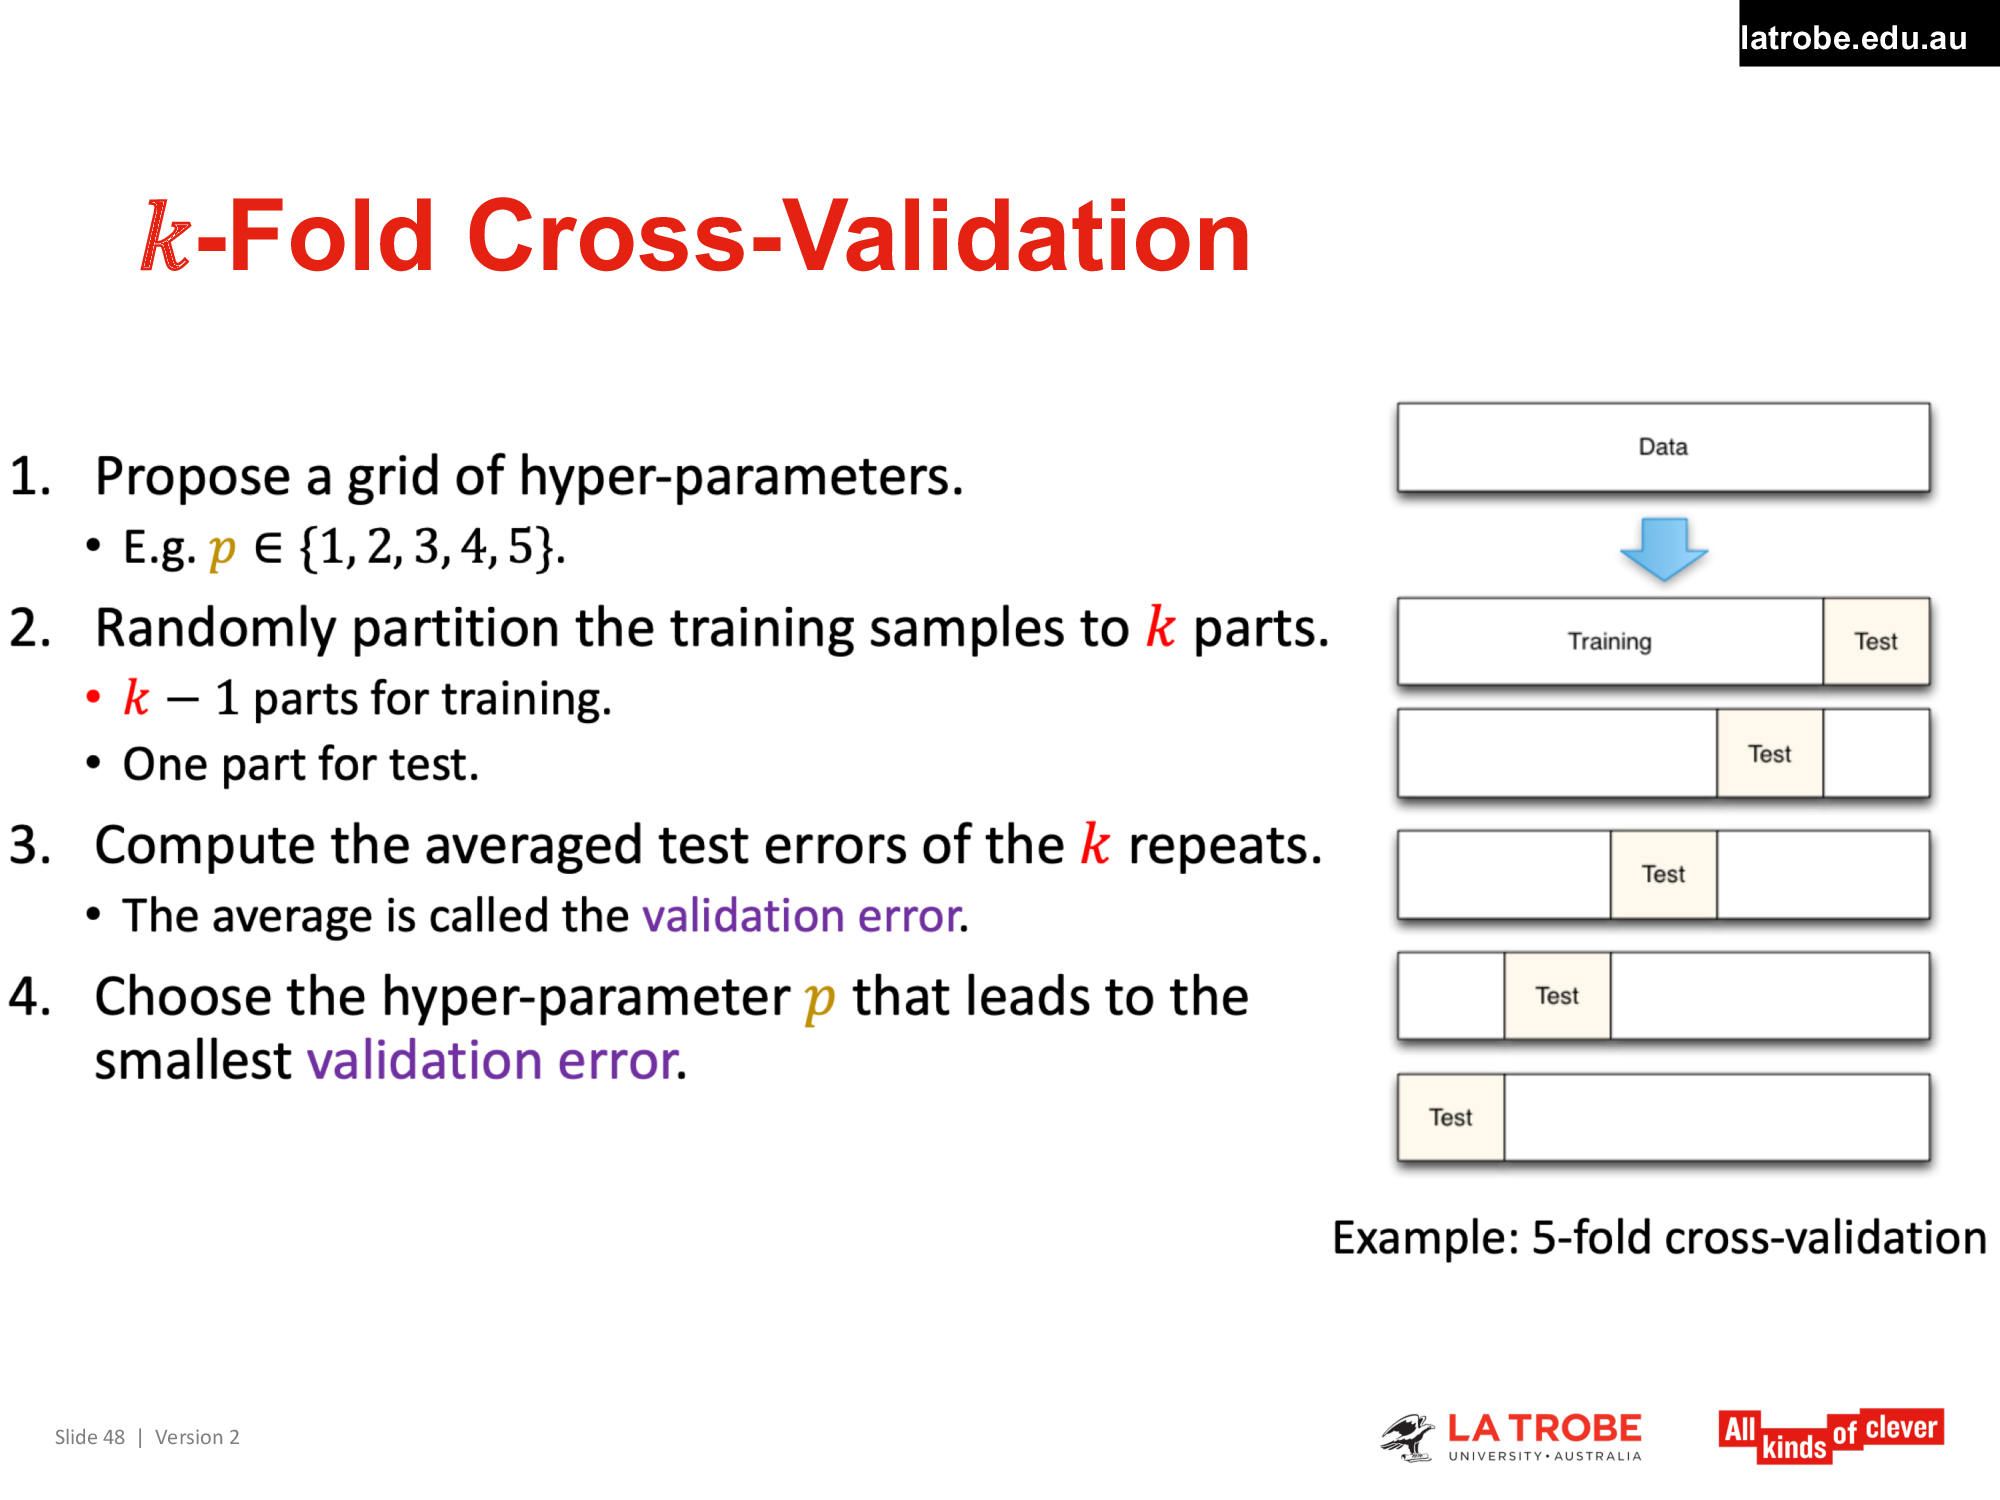 latrobe.edu.au
k-Fold Cross-Validation
1. Propose a grid of hyper-parameters.
• E.g. p ∈ {1, 2, 3, 4, 5}.
2. Randomly partition the training samples to k parts.
• k − 1 parts for training.
• One part for test.
3. Compute the averaged test errors of the k repeats.
• The average is called the validation error.
4. Choose the hyper-parameter p that leads to the
smallest validation error.
Data
Training Test
Test
Test
Test
Test
Example: 5-fold cross-validation
Slide 48 | Version 2
LA TROBE
UNIVERSITY • AUSTRALIA
All kinds of clever